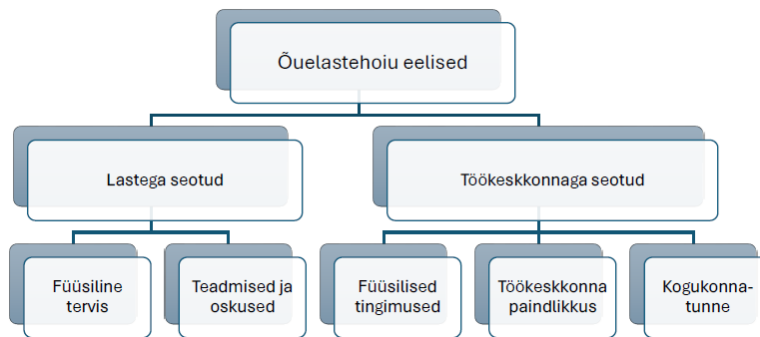 Õuelastehoiu eelised
Lastega seotud
Töökeskkonnaga seotud
Füüsiline
tervis
Teadmised ja
oskused
Füüsilised
tingimused
Töökeskkonna
paindlikkus
Kogukonna-
tunne